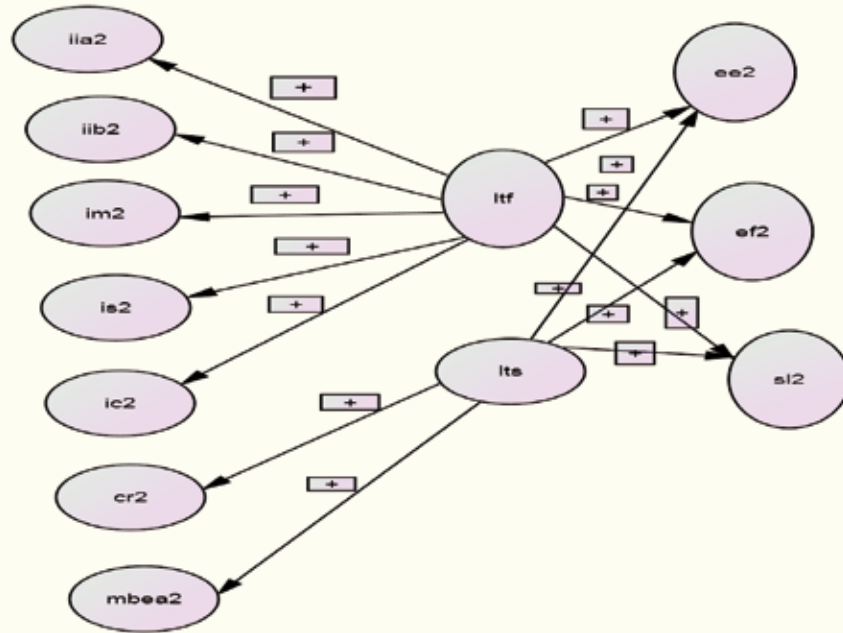 iia2
iib2
im2
is2
ic2
cr2
mbea2
ltf
lts
ee2
ef2
sl2
+
+
+
+
+
+
+
+
+
+
+
+
+
+